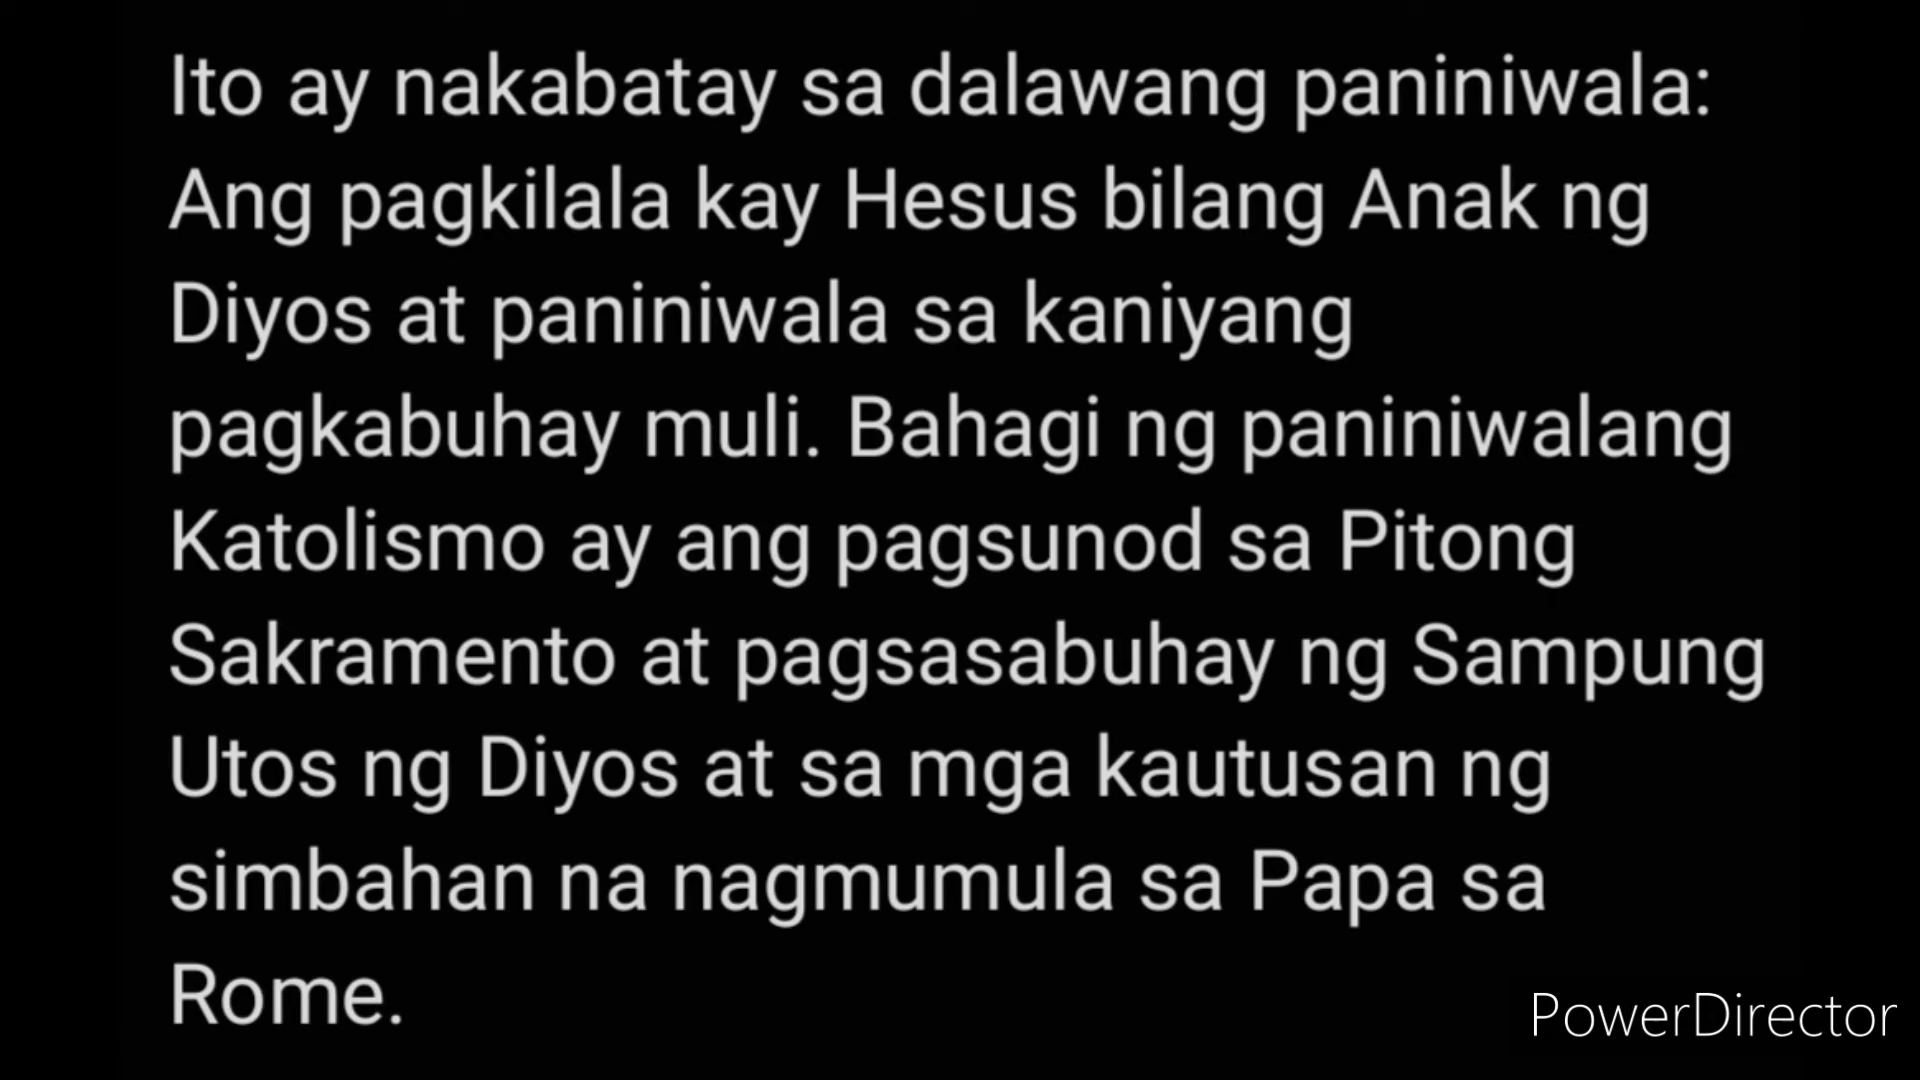 Ito ay nakabatay sa dalawang paniniwala:
Ang pagkilala kay Hesus bilang Anak ng
Diyos at paniniwala sa kaniyang
pagkabuhay muli. Bahagi ng paniniwalang
Katolismo ay ang pagsunod sa Pitong
Sakramento at pagsasabuhay ng Sampung
Utos ng Diyos at sa mga kautusan ng
simbahan na nagmumula sa Papa sa
Rome.
PowerDirector